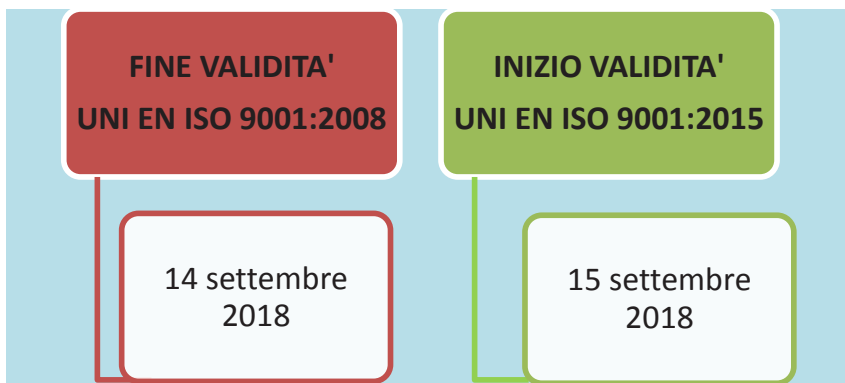 FINE VALIDITA'
UNI EN ISO 9001:2008
14 settembre
2018
INIZIO VALIDITA'
UNI EN ISO 9001:2015
15 settembre
2018